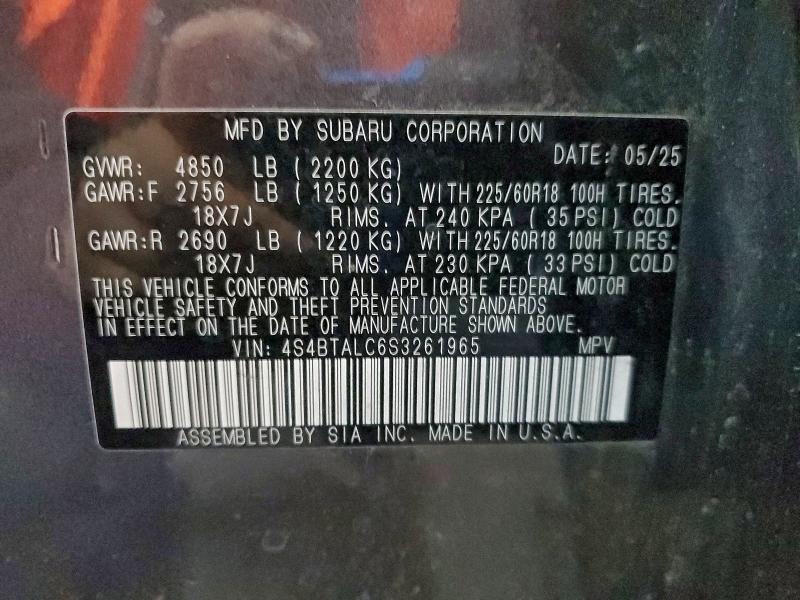 MFD BY SUBARU CORPORATION
DATE: 05/25
GVWR: 4850 LB ( 2200 KG)
GAWR:F 2756 LB ( 1250 KG) WITH 225/60R18 100H TIRES.
18X7J RIMS. AT 240 KPA ( 35 PSI) COLD
GAWR:R 2690 LB ( 1220 KG) WITH 225/60R18 100H TIRES.
18X7J RIMS. AT 230 KPA ( 33 PSI) COLD
THIS VEHICLE CONFORMS TO ALL APPLICABLE FEDERAL MOTOR
VEHICLE SAFETY AND THEFT PREVENTION STANDARDS
IN EFFECT ON THE DATE OF MANUFACTURE SHOWN ABOVE.
VIN: 4S4BTALC6S3261965 MPV
ASSEMBLED BY SIA INC. MADE IN U.S.A.